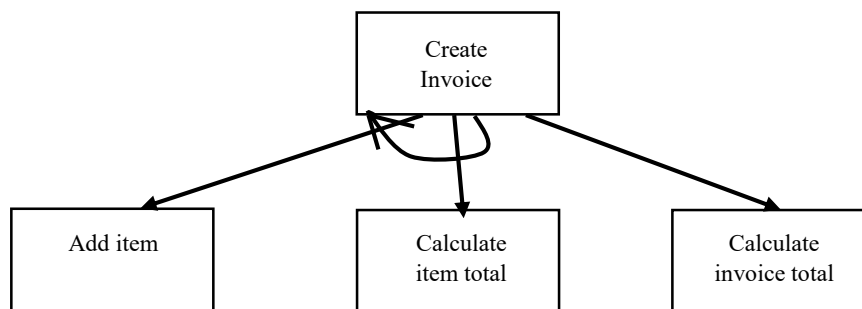 Create
Invoice
Add item
Calculate
item total
Calculate
invoice total